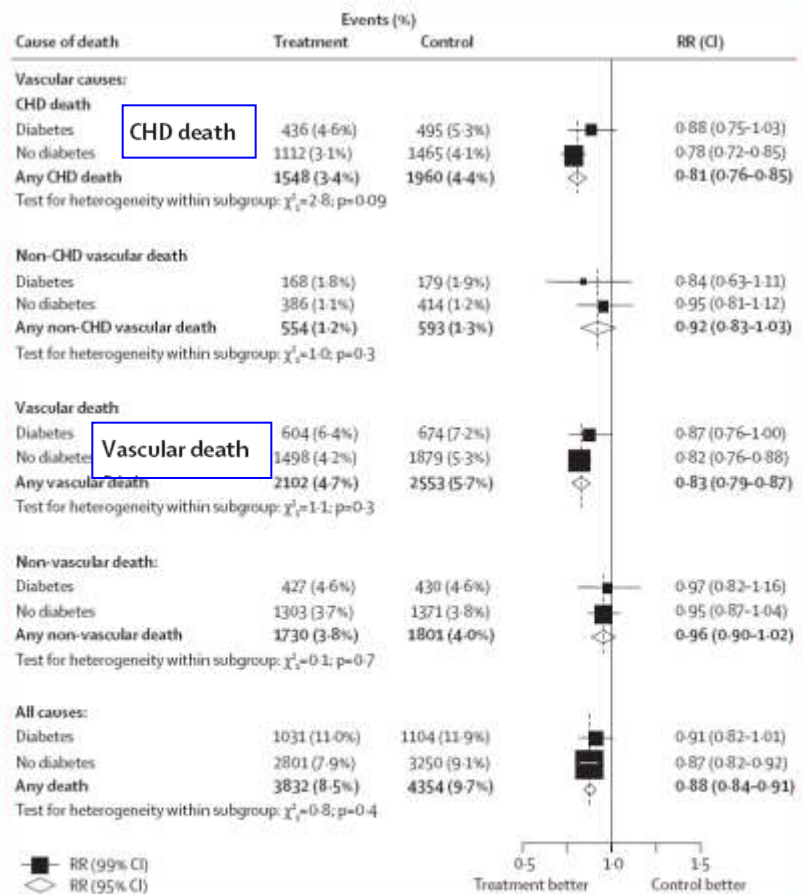 Events (%)
Cause of death Treatment Control RR (CI)
Vascular causes:
CHD death
CHD death
Diabetes 436 (4·6%) 495 (5·3%) 0·88 (0·75–1·03)
No diabetes 1112 (3·1%) 1465 (4·1%) 0·78 (0·72–0·85)
Any CHD death 1548 (3·4%) 1960 (4·4%) 0·81 (0·76–0·85)
Test for heterogeneity within subgroup: χ²₁=2·8; p=0·09
Non-CHD vascular death
Diabetes 168 (1·8%) 179 (1·9%) 0·84 (0·63–1·11)
No diabetes 386 (1·1%) 414 (1·2%) 0·95 (0·81–1·12)
Any non-CHD vascular death 554 (1·2%) 593 (1·3%) 0·92 (0·83–1·03)
Test for heterogeneity within subgroup: χ²₁=1·0; p=0·3
Vascular death
Diabetes 604 (6·4%) 674 (7·2%) 0·87 (0·76–1·00)
Vascular death
No diabetes 1498 (4·2%) 1879 (5·3%) 0·82 (0·76–0·88)
Any vascular death 2102 (4·7%) 2553 (5·7%) 0·83 (0·79–0·87)
Test for heterogeneity within subgroup: χ²₁=1·1; p=0·3
Non-vascular death:
Diabetes 427 (4·6%) 430 (4·6%) 0·97 (0·82–1·16)
No diabetes 1303 (3·7%) 1371 (3·8%) 0·95 (0·87–1·04)
Any non-vascular death 1730 (3·8%) 1801 (4·0%) 0·96 (0·90–1·02)
Test for heterogeneity within subgroup: χ²₁=0·1; p=0·7
All causes:
Diabetes 1031 (11·0%) 1104 (11·9%) 0·91 (0·82–1·01)
No diabetes 2801 (7·9%) 3250 (9·1%) 0·87 (0·82–0·92)
Any death 3832 (8·5%) 4354 (9·7%) 0·88 (0·84–0·91)
Test for heterogeneity within subgroup: χ²₁=0·8; p=0·4
RR (99% CI) 0·5 1·0 1·5
RR (95% CI) Treatment better Control better